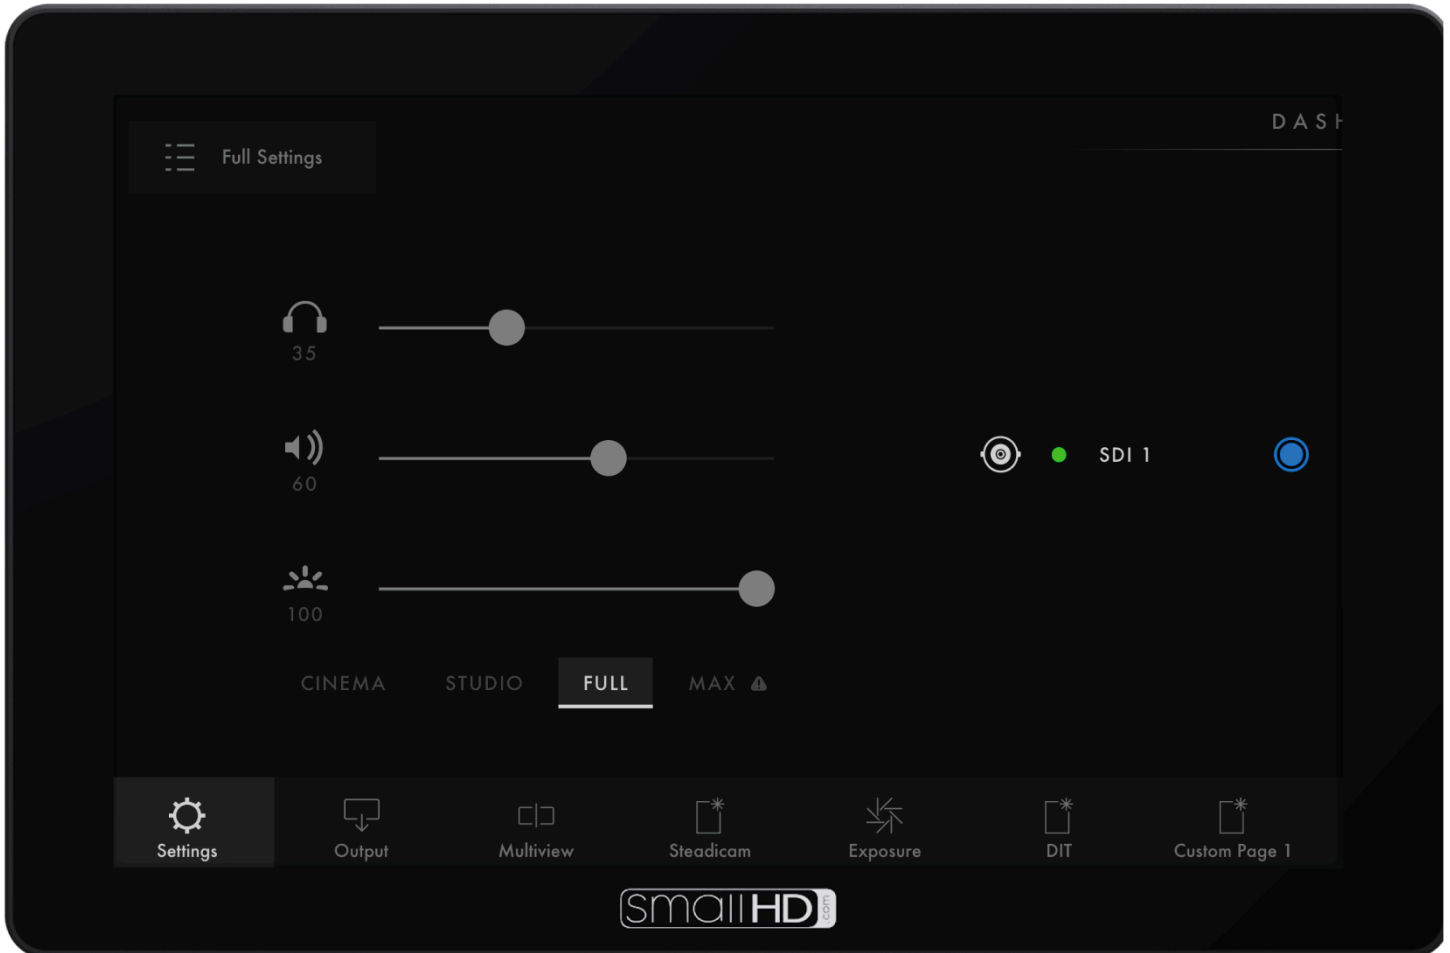 DASH
Full Settings
35
60
SDI 1
100
CINEMA STUDIO FULL MAX
Settings Output Multiview Steadicam Exposure DIT Custom Page 1
smallHD.com